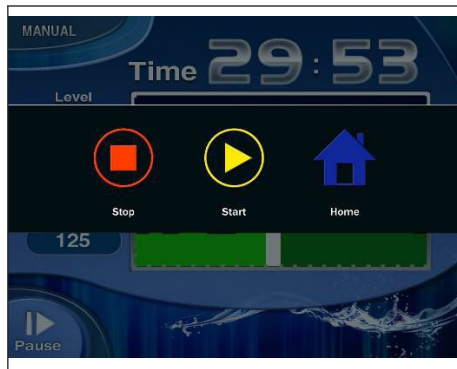 MANUAL
Time 29:53
Level
Stop Start Home
125
Pause